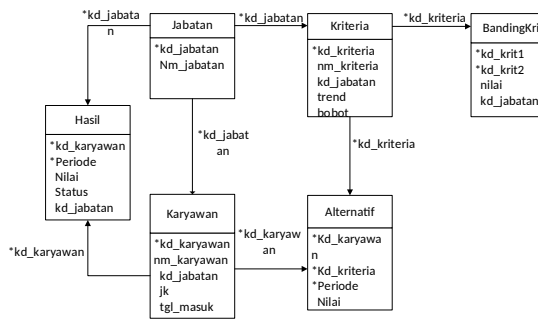 *kd_jabata
n
Jabatan
*kd_jabatan
Nm_jabatan
*kd_jabatan
Kriteria
*kd_kriteria
nm_kriteria
kd_jabatan
trend
bobot
*kd_kriteria
BandingKri
*kd_krit1
*kd_krit2
nilai
kd_jabatan
Hasil
*kd_karyawan
*Periode
Nilai
Status
kd_jabatan
*kd_jabat
an
*kd_kriteria
*kd_karyawan
Karyawan
*kd_karyawan
nm_karyawan
kd_jabatan
jk
tgl_masuk
*kd_karyaw
an
Alternatif
*Kd_karyawa
n
*Kd_kriteria
*Periode
Nilai